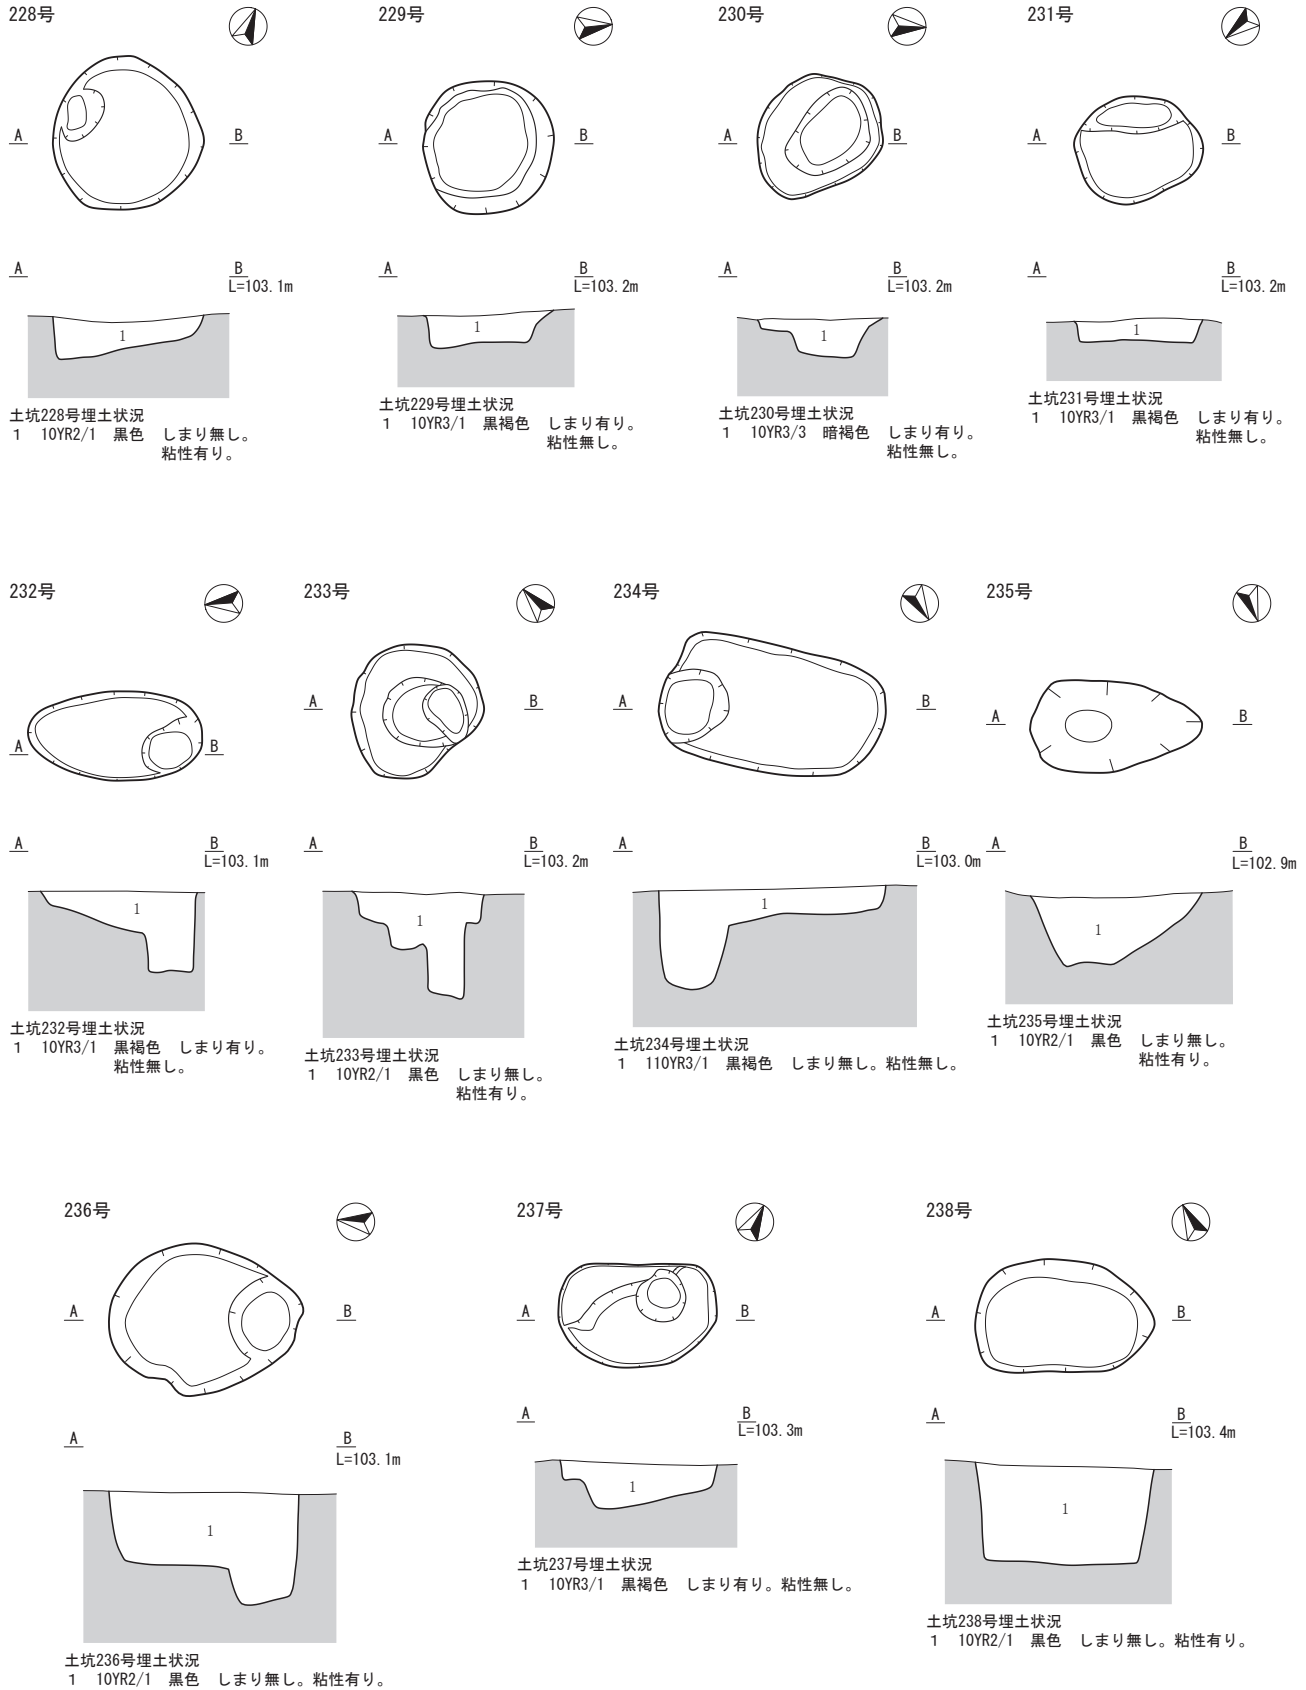 228号
A B
A B
L=103.1m
1
土坑228号埋土状況
1 10YR2/1 黒色 しまり無し。
粘性有り。
229号
A B
A B
L=103.2m
1
土坑229号埋土状況
1 10YR3/1 黒褐色 しまり有り。
粘性無し。
230号
A B
A B
L=103.2m
1
土坑230号埋土状況
1 10YR3/3 暗褐色 しまり有り。
粘性無し。
231号
A B
A B
L=103.2m
1
土坑231号埋土状況
1 10YR3/1 黒褐色 しまり有り。
粘性無し。
232号
A B
A B
L=103.1m
1
土坑232号埋土状況
1 10YR3/1 黒褐色 しまり有り。
粘性無し。
233号
A B
A B
L=103.2m
1
土坑233号埋土状況
1 10YR2/1 黒色 しまり無し。
粘性有り。
234号
A B
A B
L=103.0m
1
土坑234号埋土状況
1 110YR3/1 黒褐色 しまり無し。粘性無し。
235号
A B
A B
L=102.9m
1
土坑235号埋土状況
1 10YR2/1 黒色 しまり無し。
粘性有り。
236号
A B
A B
L=103.1m
1
土坑236号埋土状況
1 10YR2/1 黒色 しまり無し。粘性有り。
237号
A B
A B
L=103.3m
1
土坑237号埋土状況
1 10YR3/1 黒褐色 しまり有り。粘性無し。
238号
A B
A B
L=103.4m
1
土坑238号埋土状況
1 10YR2/1 黒色 しまり無し。粘性有り。